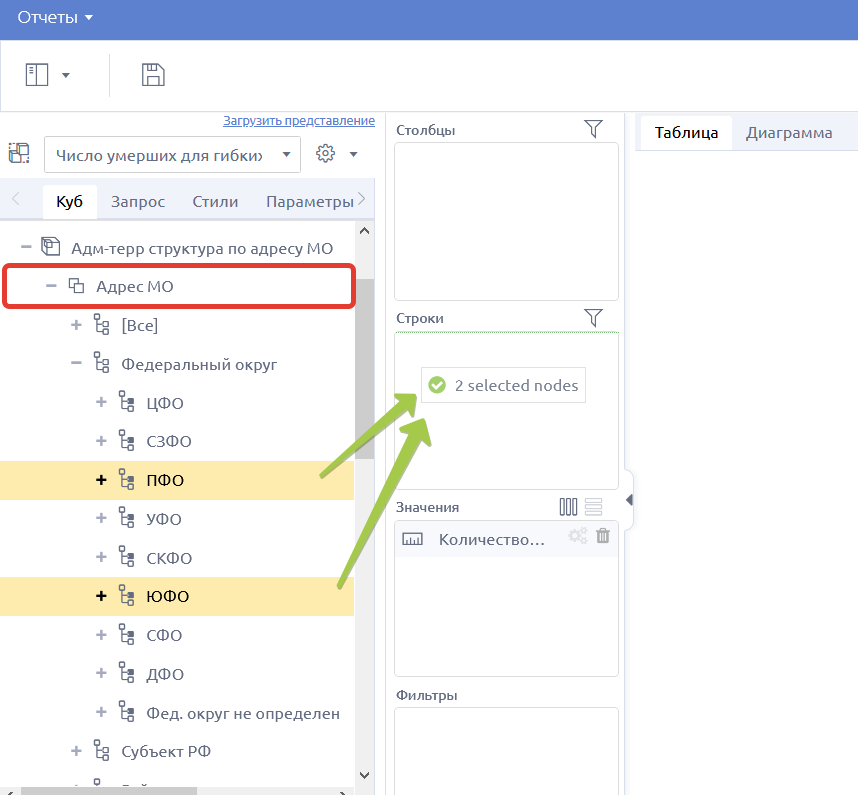 Отчеты
Загрузить представление
Число умерших для гибких
Куб
Запрос
Стили
Параметры
Адм-терр структура по адресу МО
Адрес МО
[Все]
Федеральный округ
ЦФО
СЗФО
ПФО
УФО
СКФО
ЮФО
СФО
ДФО
Фед. округ не определен
Субъект РФ
Столбцы
Строки
2 selected nodes
Значения
Количество...
Фильтры
Таблица
Диаграмма